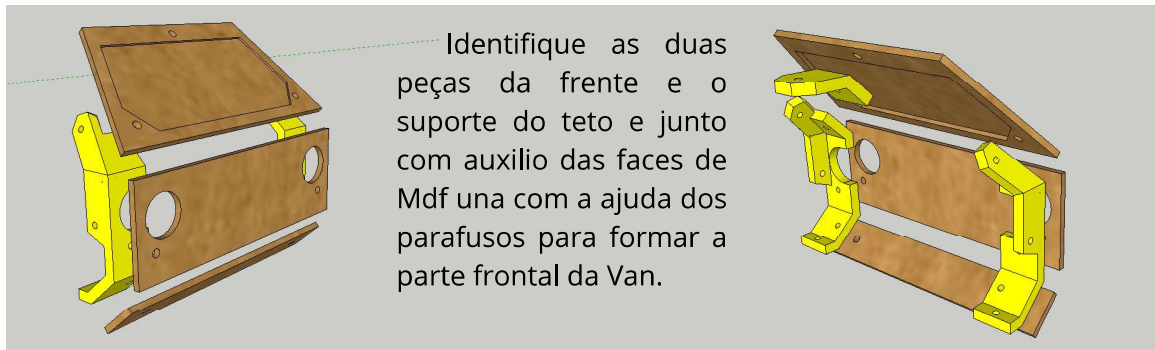 Identifique as duas
peças da frente e o
suporte do teto e junto
com auxilio das faces de
Mdf una com a ajuda dos
parafusos para formar a
parte frontal da Van.